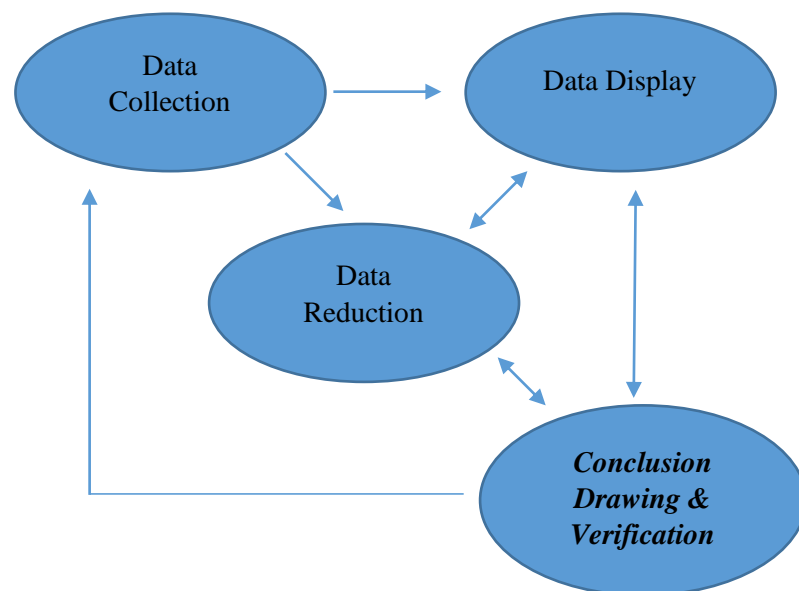 Data
Collection
Data Display
Data
Reduction
Conclusion
Drawing &
Verification